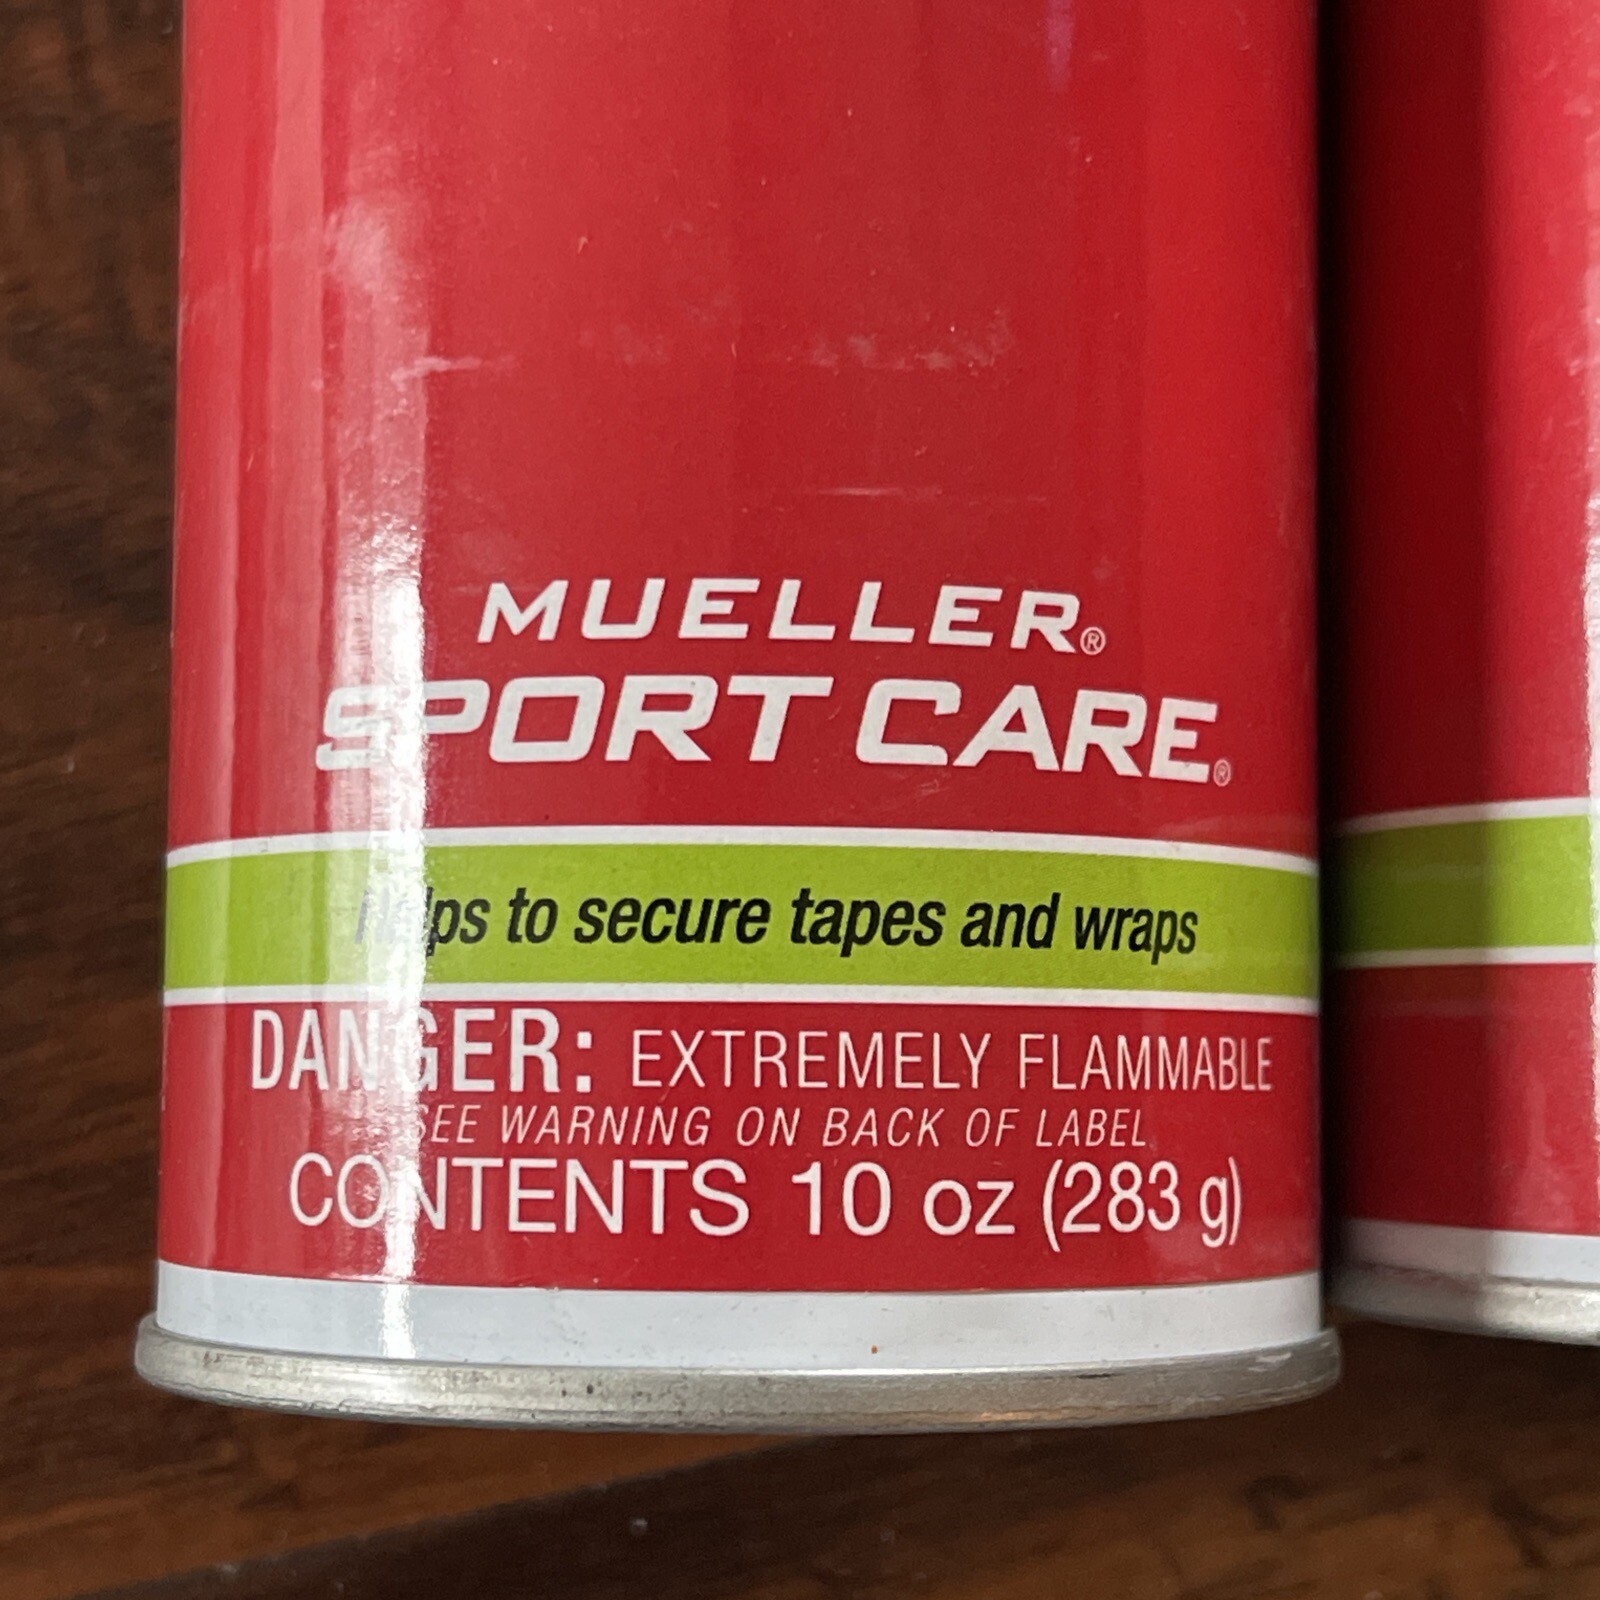 MUELLER®
SPORT CARE®
Helps to secure tapes and wraps
DANGER: EXTREMELY FLAMMABLE
SEE WARNING ON BACK OF LABEL
CONTENTS 10 oz (283 g)